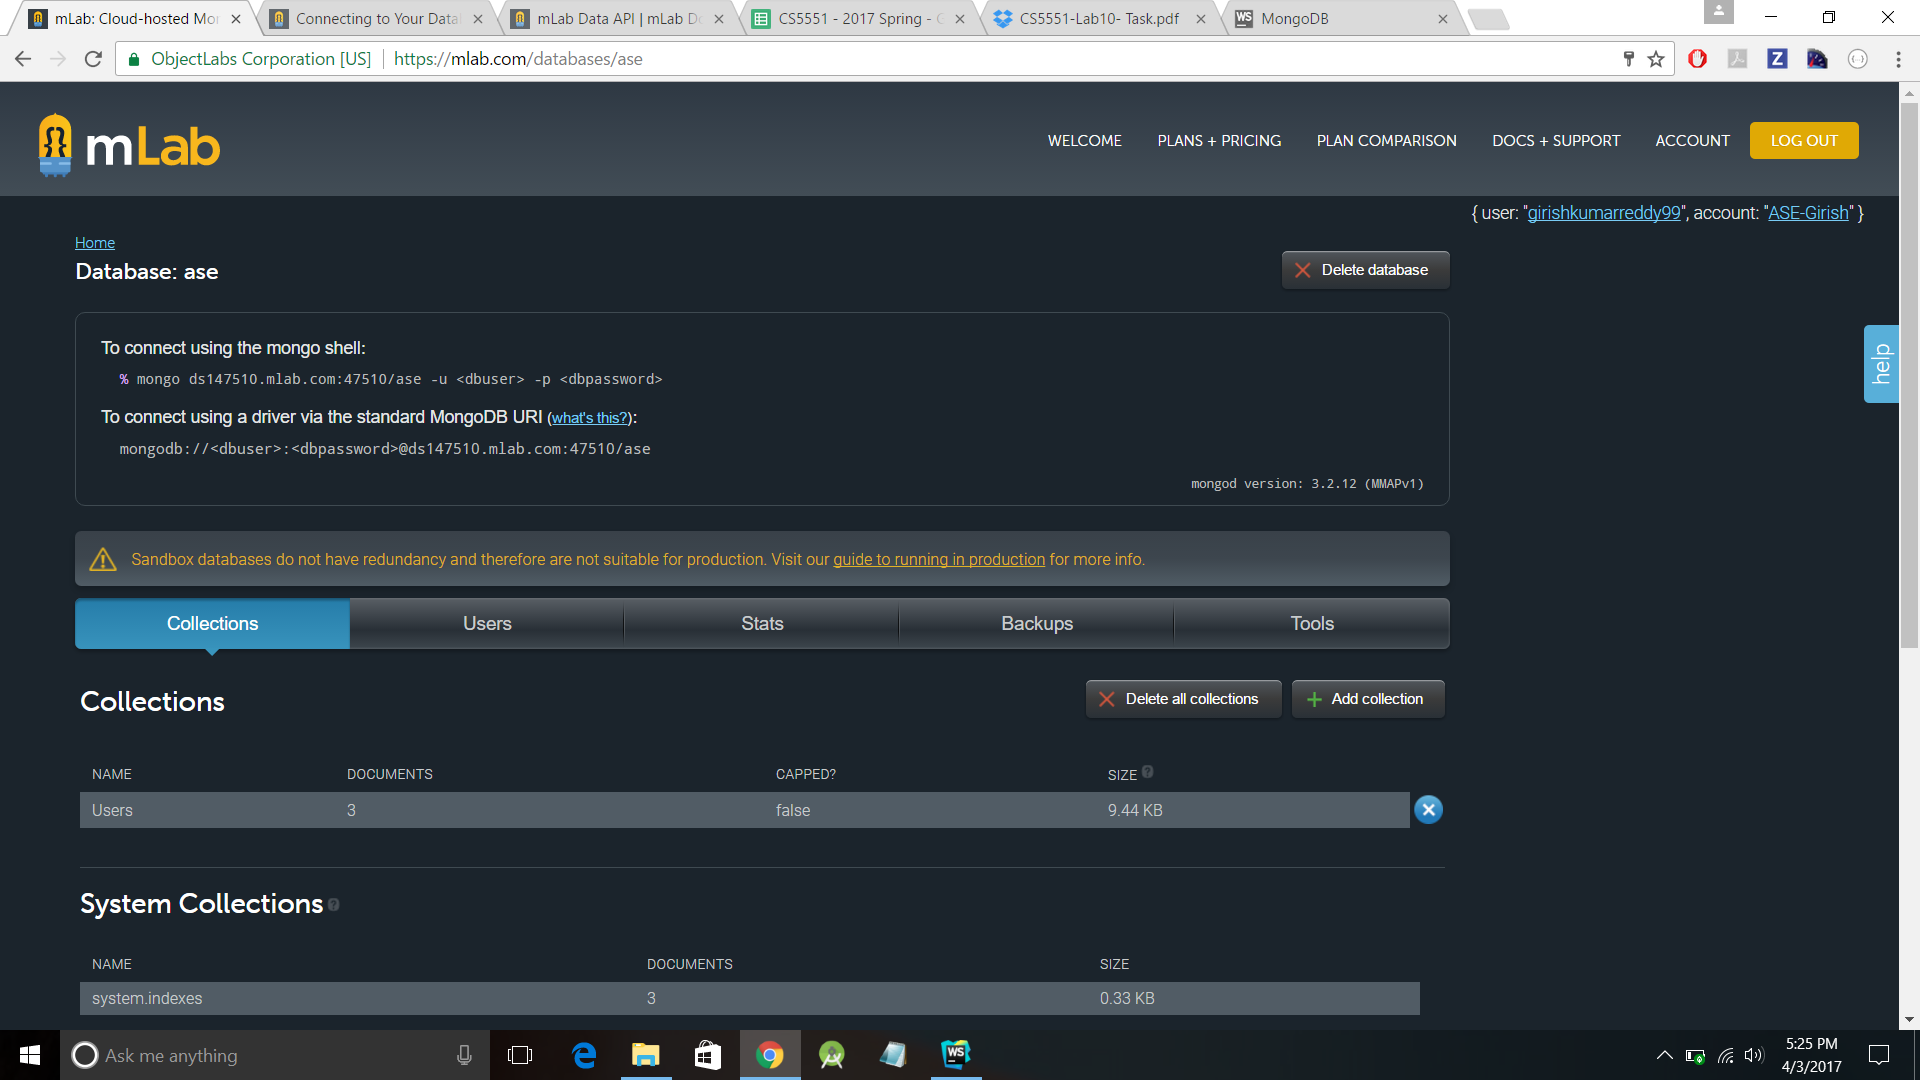 mLab: Cloud-hosted Mon
Connecting to Your Data
mLab Data API | mLab Do
CS5551 - 2017 Spring - C
CS5551-Lab10- Task.pdf
WS MongoDB
ObjectLabs Corporation [US] https://mlab.com/databases/ase
mLab
WELCOME
PLANS + PRICING
PLAN COMPARISON
DOCS + SUPPORT
ACCOUNT
LOG OUT
{ user: "girishkumarreddy99", account: "ASE-Girish" }
Home
Database: ase
Delete database
To connect using the mongo shell:
% mongo ds147510.mlab.com:47510/ase -u <dbuser> -p <dbpassword>
To connect using a driver via the standard MongoDB URI (what's this?):
mongodb://<dbuser>:<dbpassword>@ds147510.mlab.com:47510/ase
mongod version: 3.2.12 (MMAPv1)
help
Sandbox databases do not have redundancy and therefore are not suitable for production. Visit our guide to running in production for more info.
Collections
Users
Stats
Backups
Tools
Collections
Delete all collections
Add collection
NAME DOCUMENTS CAPPED? SIZE ?
Users 3 false 9.44 KB
System Collections ?
NAME DOCUMENTS SIZE
system.indexes 3 0.33 KB
Ask me anything
WS
5:25 PM
4/3/2017